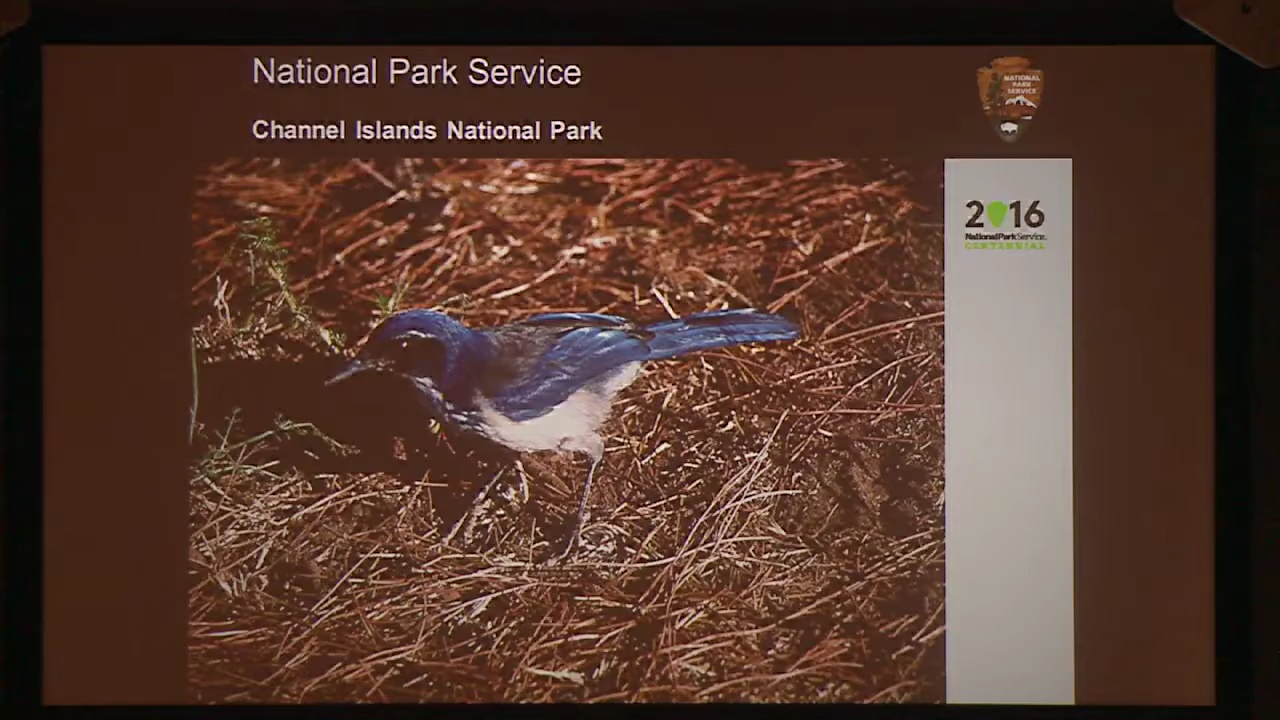 National Park Service
Channel Islands National Park
NATIONAL
PARK
SERVICE
2016
NationalParkService.
CENTENNIAL